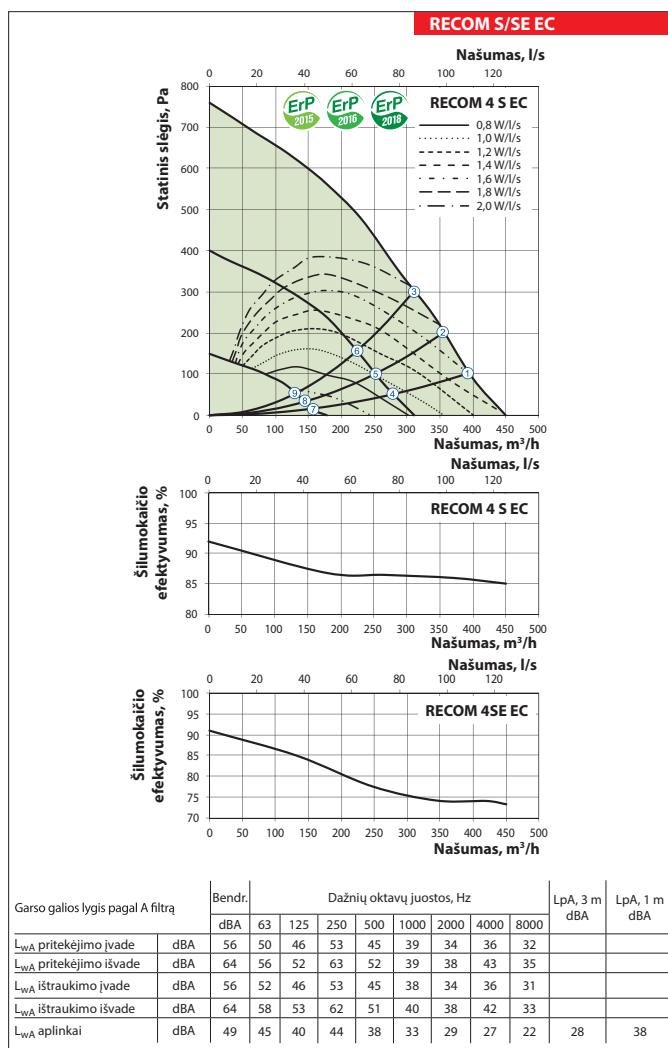 RECOM S/SE EC
Našumas, l/s
0 20 40 60 80 100 120
Statinis slėgis, Pa
800
700
600
500
400
300
200
100
0
ErP 2015
ErP 2016
ErP 2018
RECOM 4 S EC
0,8 W/l/s
1,0 W/l/s
1,2 W/l/s
1,4 W/l/s
1,6 W/l/s
1,8 W/l/s
2,0 W/l/s
3
2
6
1
5
9
4
8
7
0 50 100 150 200 250 300 350 400 450 500
Našumas, m³/h
Našumas, l/s
0 20 40 60 80 100 120
Šilumokaičio
efektyvumas, %
100
95
90
85
80
RECOM 4 S EC
0 50 100 150 200 250 300 350 400 450 500
Našumas, m³/h
Našumas, l/s
0 20 40 60 80 100 120
Šilumokaičio
efektyvumas, %
100
95
90
85
80
75
70
RECOM 4SE EC
0 50 100 150 200 250 300 350 400 450 500
Našumas, m³/h
Garso galios lygis pagal A filtrą Bendr. Dažnių oktavų juostos, Hz LpA, 3 m dBA LpA, 1 m dBA
dBA 63 125 250 500 1000 2000 4000 8000
LwA pritekėjimo įvade dBA 56 50 46 53 45 39 34 36 32
LwA pritekėjimo išvade dBA 64 56 52 63 52 39 38 43 35
LwA ištraukimo įvade dBA 56 52 46 53 45 38 34 36 31
LwA ištraukimo išvade dBA 64 58 53 62 51 40 38 42 33
LwA aplinkai dBA 49 45 40 44 38 33 29 27 22 28 38